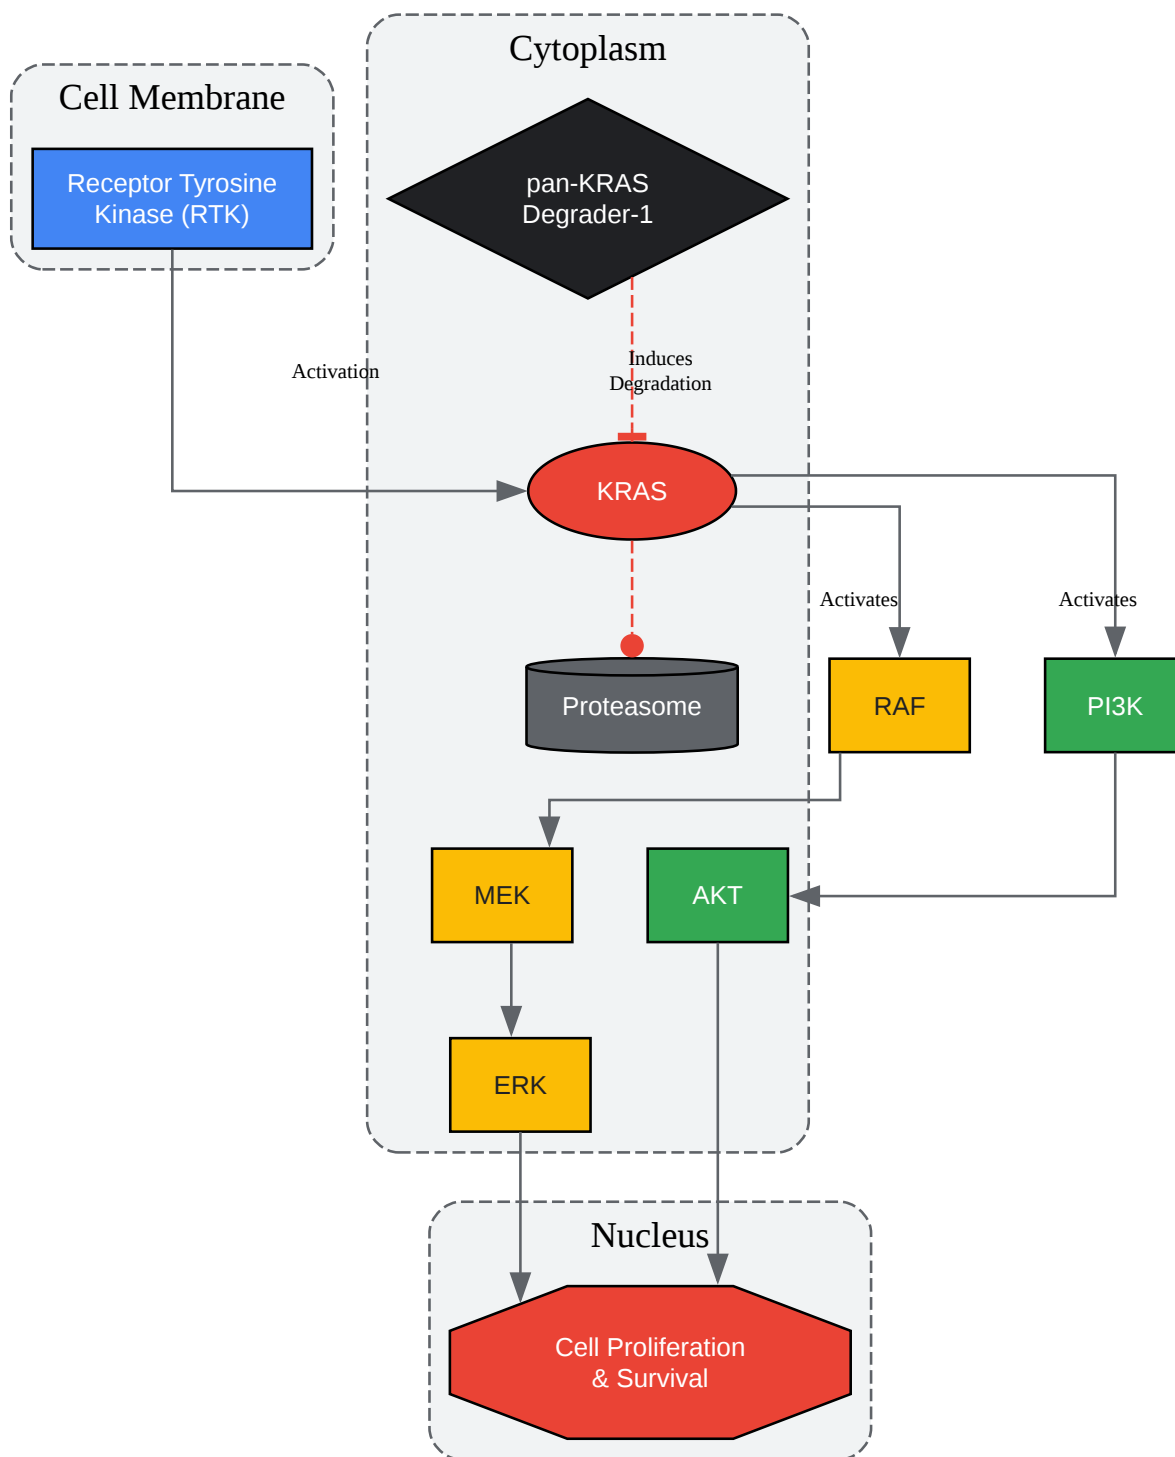 Cytoplasm
Cell Membrane
Receptor Tyrosine
Kinase (RTK)
pan-KRAS
Degrader-1
Activation
Induces
Degradation
KRAS
Activates
Activates
Proteasome
RAF
PI3K
MEK
AKT
ERK
Nucleus
Cell Proliferation
& Survival